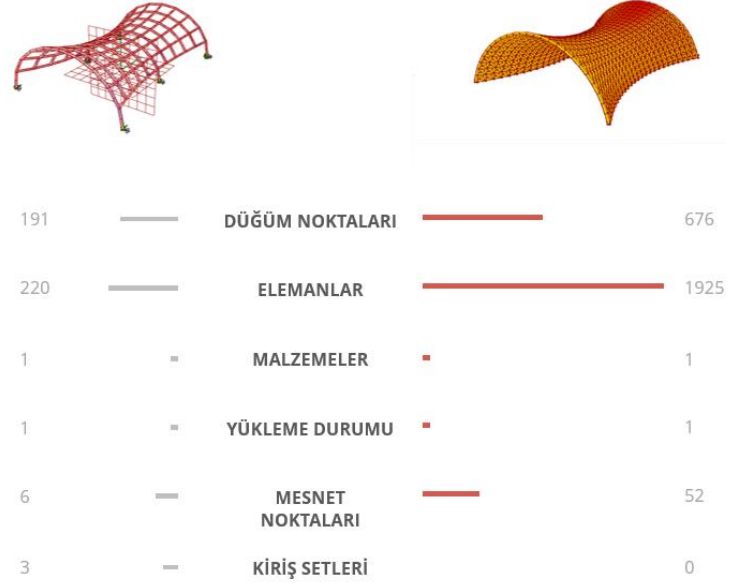 191 DÜĞÜM NOKTALARI 676
220 ELEMANLAR 1925
1 MALZEMELER 1
1 YÜKLEME DURUMU 1
6 MESNET 52
NOKTALARI
3 KİRİŞ SETLERİ 0